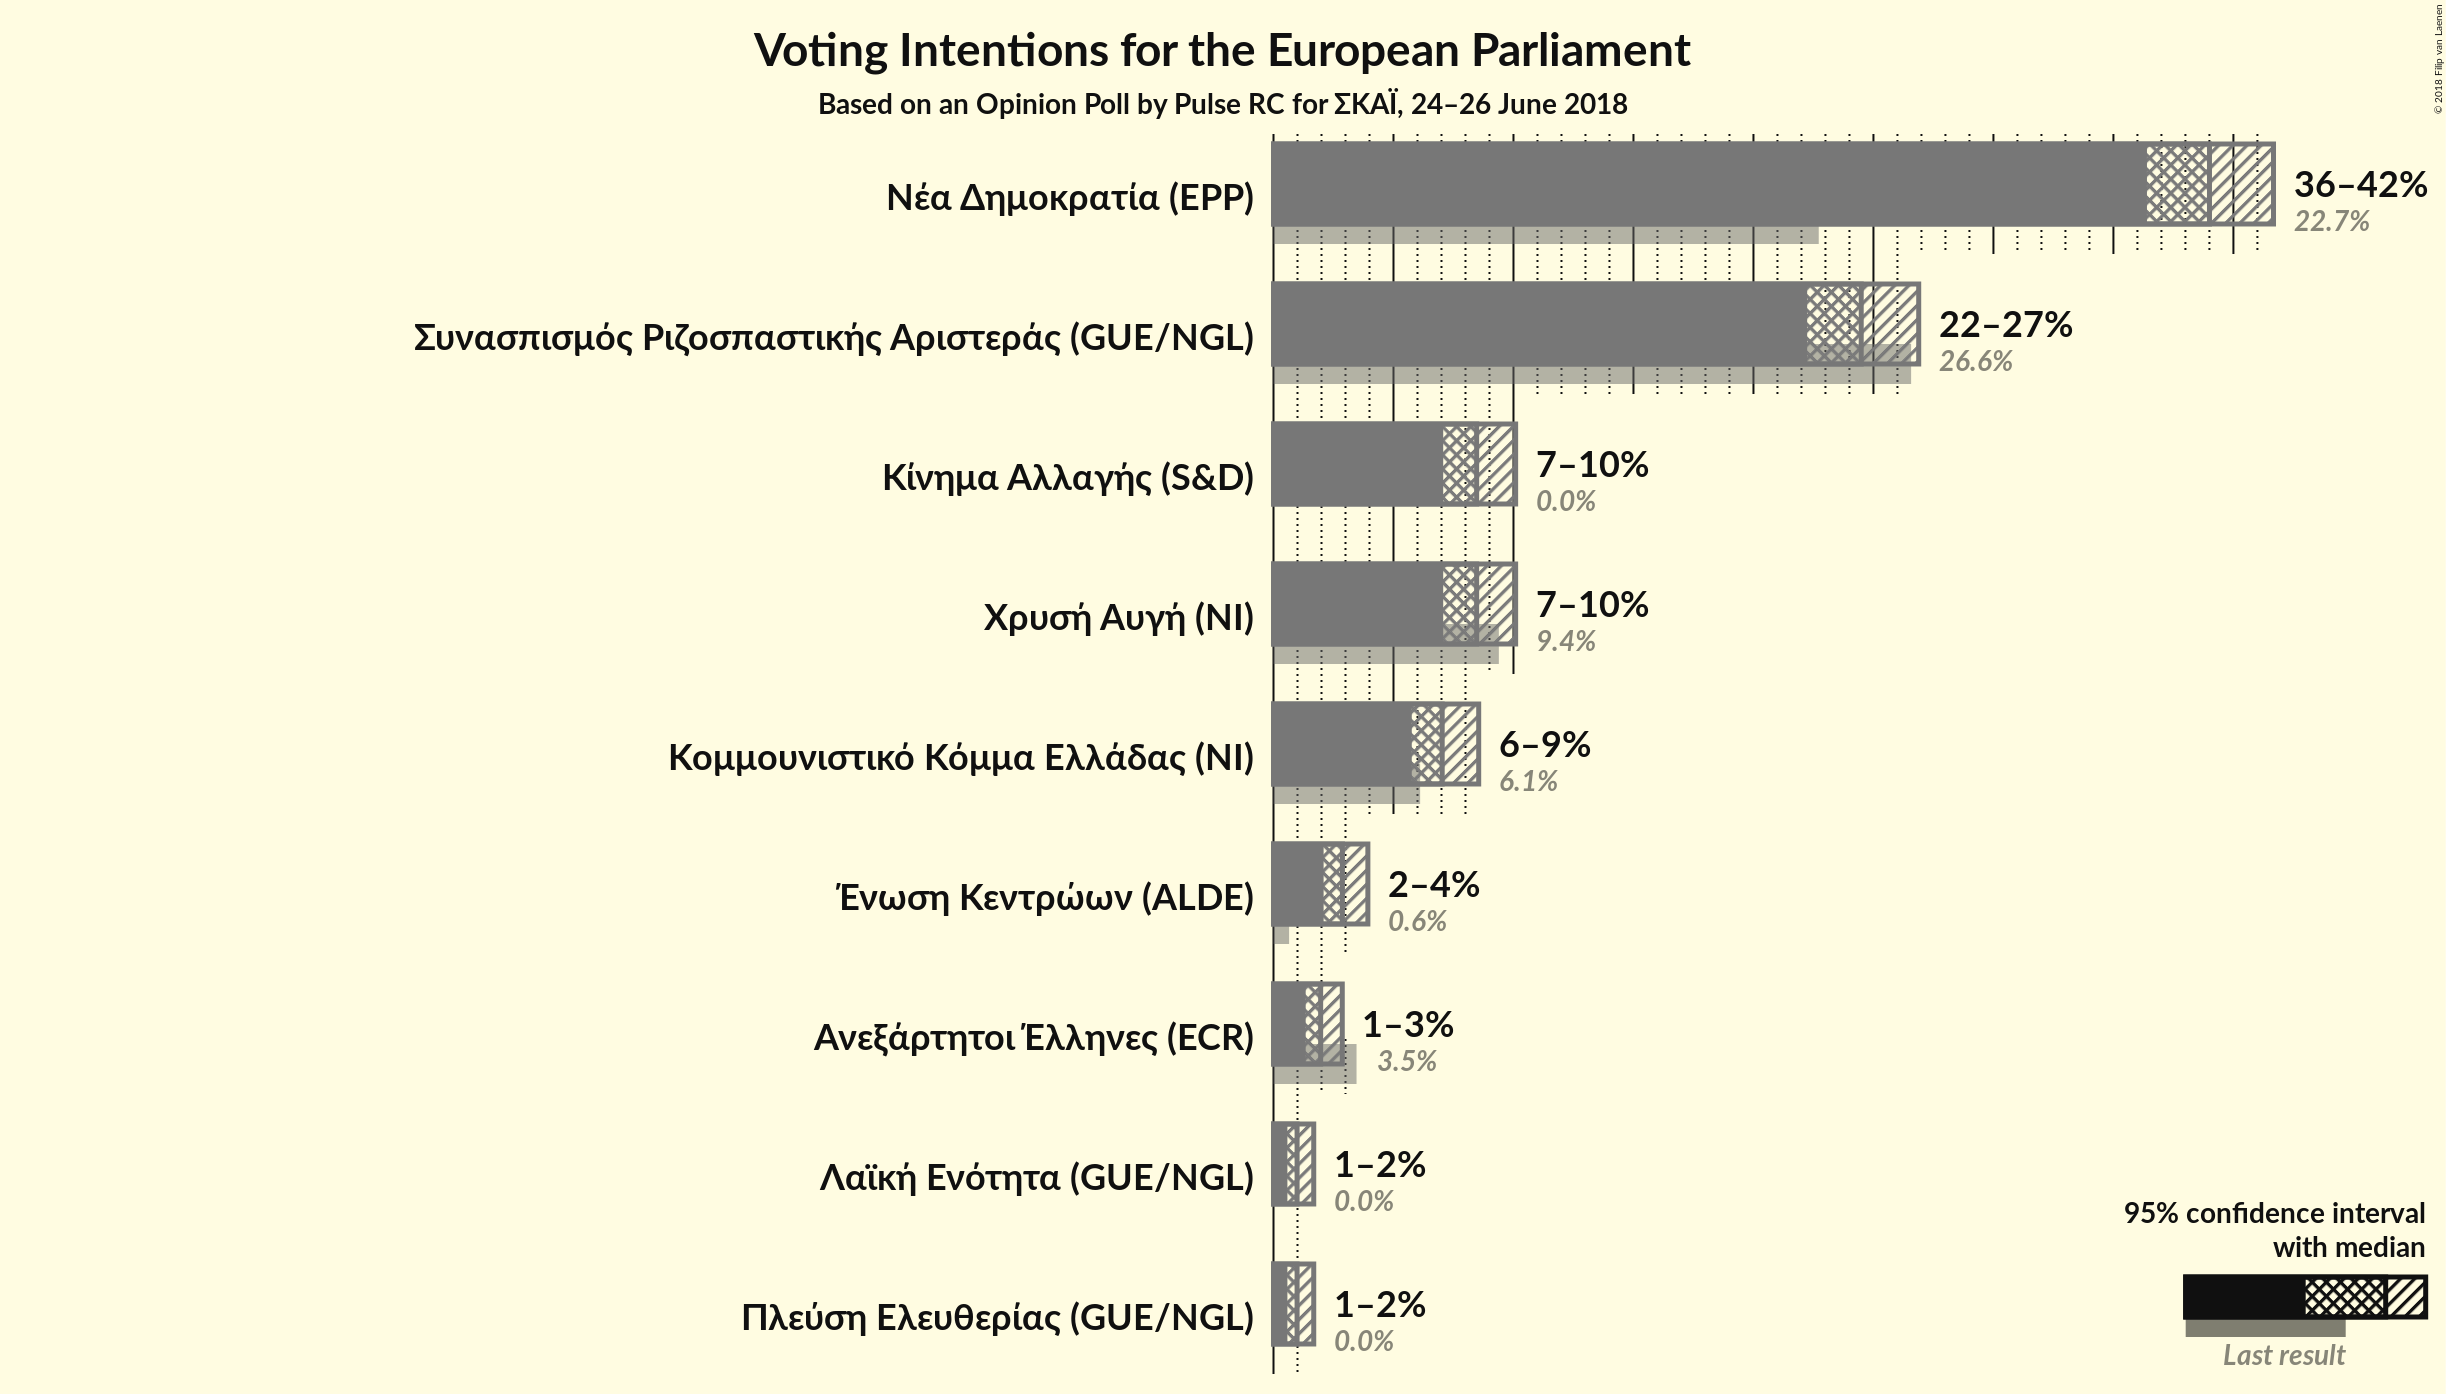 Voting Intentions for the European Parliament
Based on an Opinion Poll by Pulse RC for ΣΚΑΪ, 24–26 June 2018
© 2018 Filip van Laenen
Νέα Δημοκρατία (EPP)
36–42%
22.7%
Συνασπισμός Ριζοσπαστικής Αριστεράς (GUE/NGL)
22–27%
26.6%
Κίνημα Αλλαγής (S&D)
7–10%
0.0%
Χρυσή Αυγή (NI)
7–10%
9.4%
Κομμουνιστικό Κόμμα Ελλάδας (NI)
6–9%
6.1%
Ένωση Κεντρώων (ALDE)
2–4%
0.6%
Ανεξάρτητοι Έλληνες (ECR)
1–3%
3.5%
Λαϊκή Ενότητα (GUE/NGL)
1–2%
0.0%
Πλεύση Ελευθερίας (GUE/NGL)
1–2%
0.0%
95% confidence interval
with median
Last result